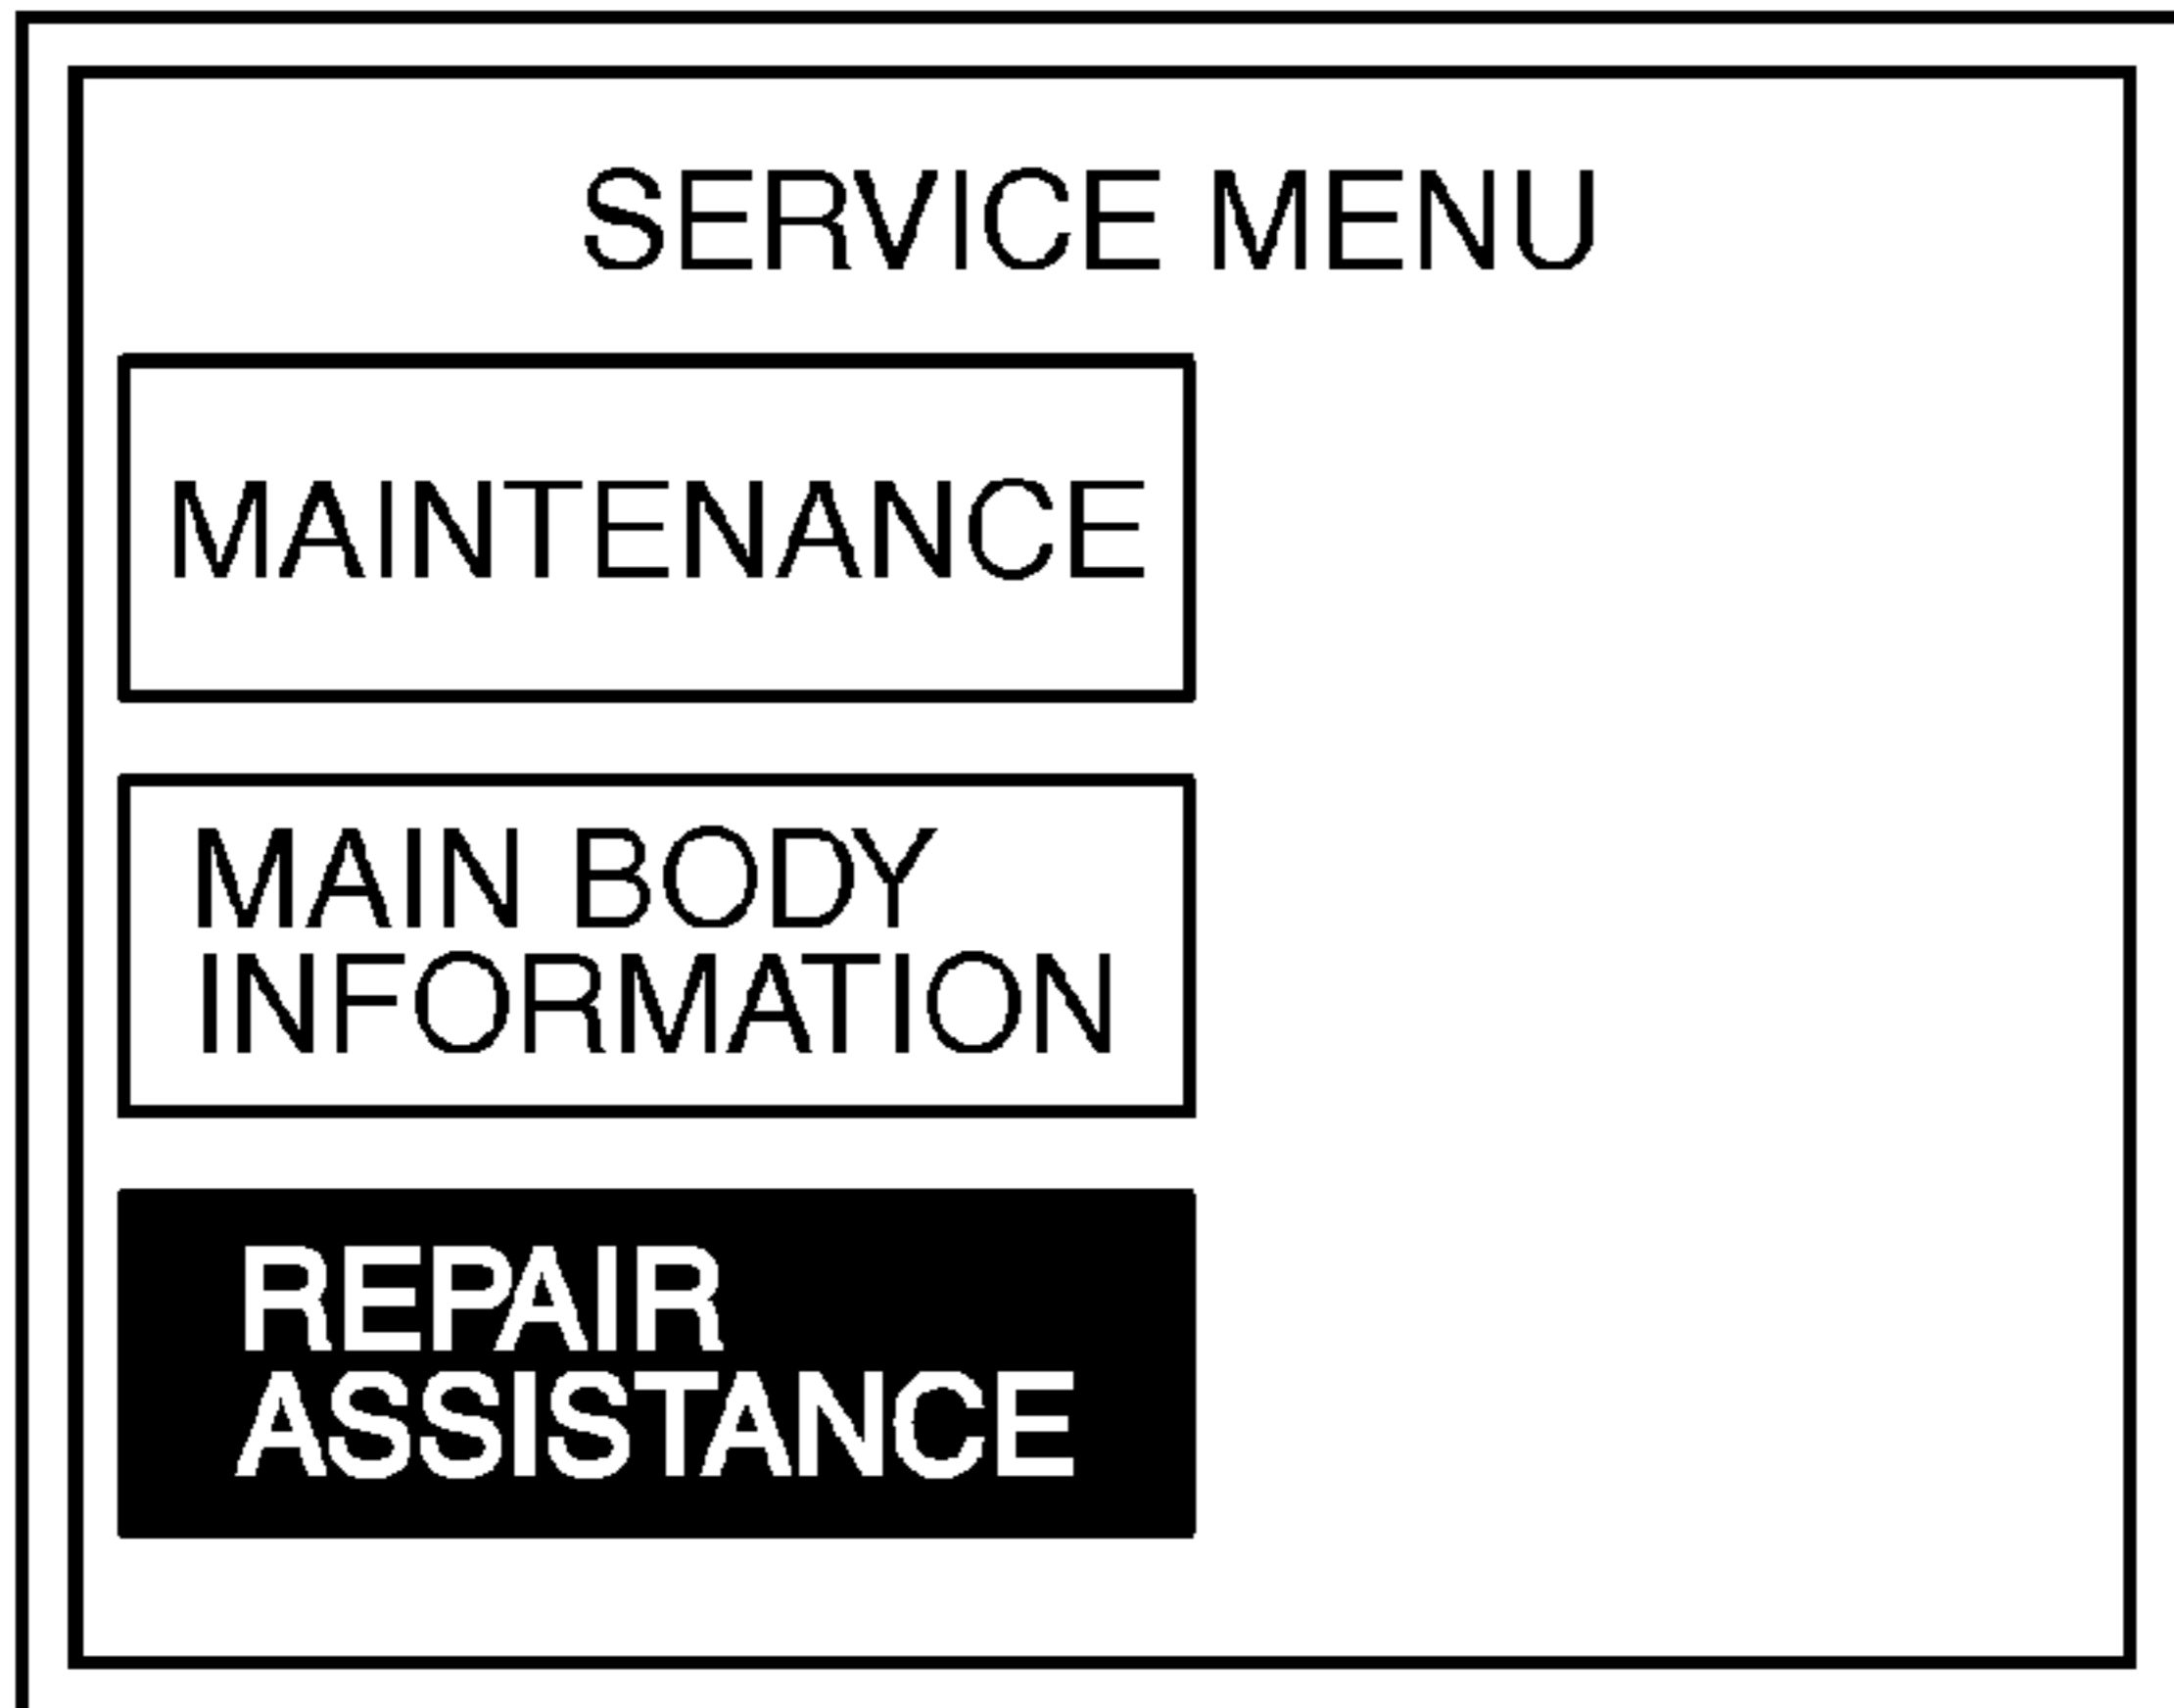 SERVICE MENU
MAINTENANCE
MAIN BODY
INFORMATION
REPAIR
ASSISTANCE